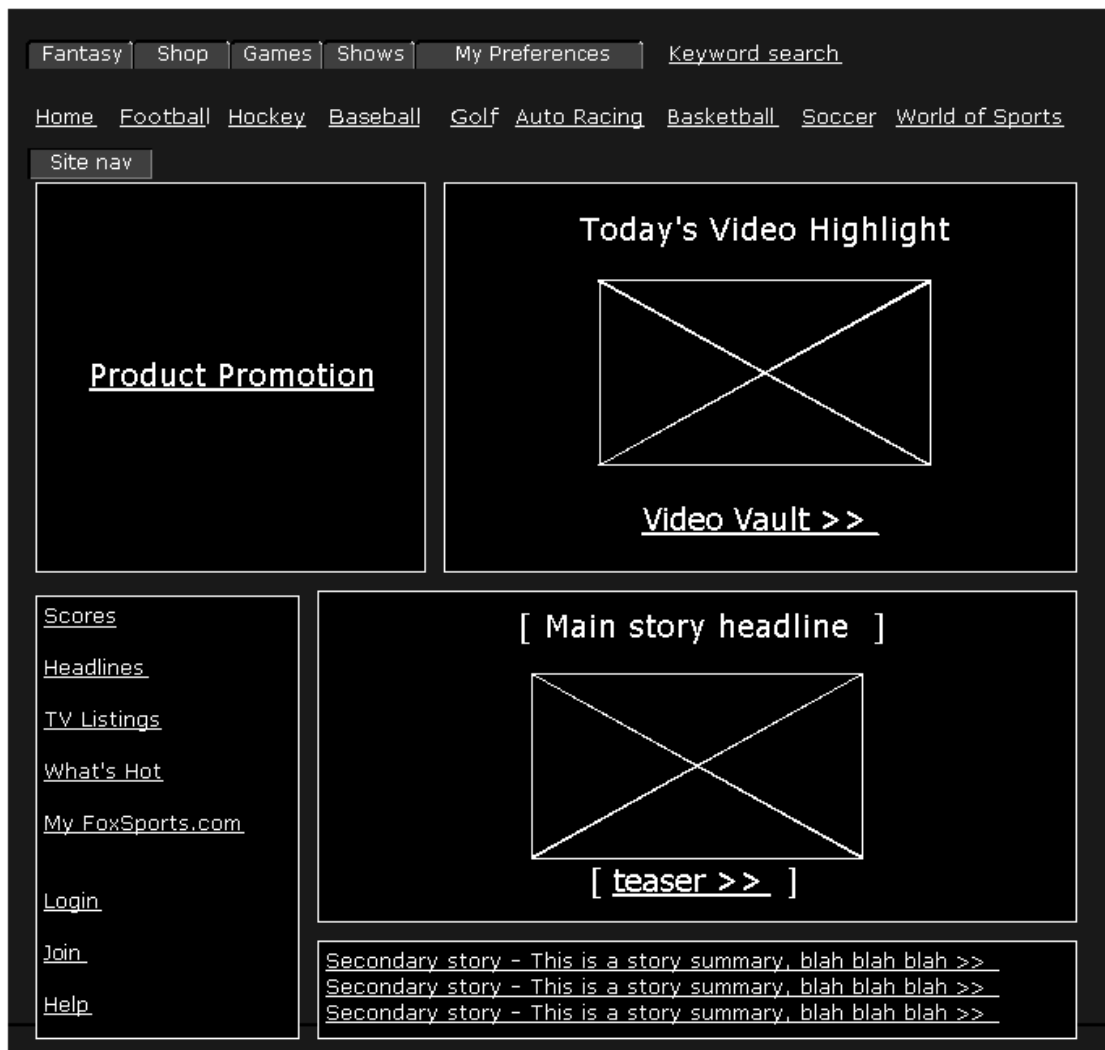 Fantasy Shop Games Shows My Preferences Keyword search
Home Football Hockey Baseball Golf Auto Racing Basketball Soccer World of Sports
Site nav
Product Promotion
Today's Video Highlight
Video Vault >>
Scores
Headlines
TV Listings
What's Hot
My FoxSports.com
Login
Join
Help
[ Main story headline ]
[ teaser >> ]
Secondary story - This is a story summary, blah blah blah >>
Secondary story - This is a story summary, blah blah blah >>
Secondary story - This is a story summary, blah blah blah >>